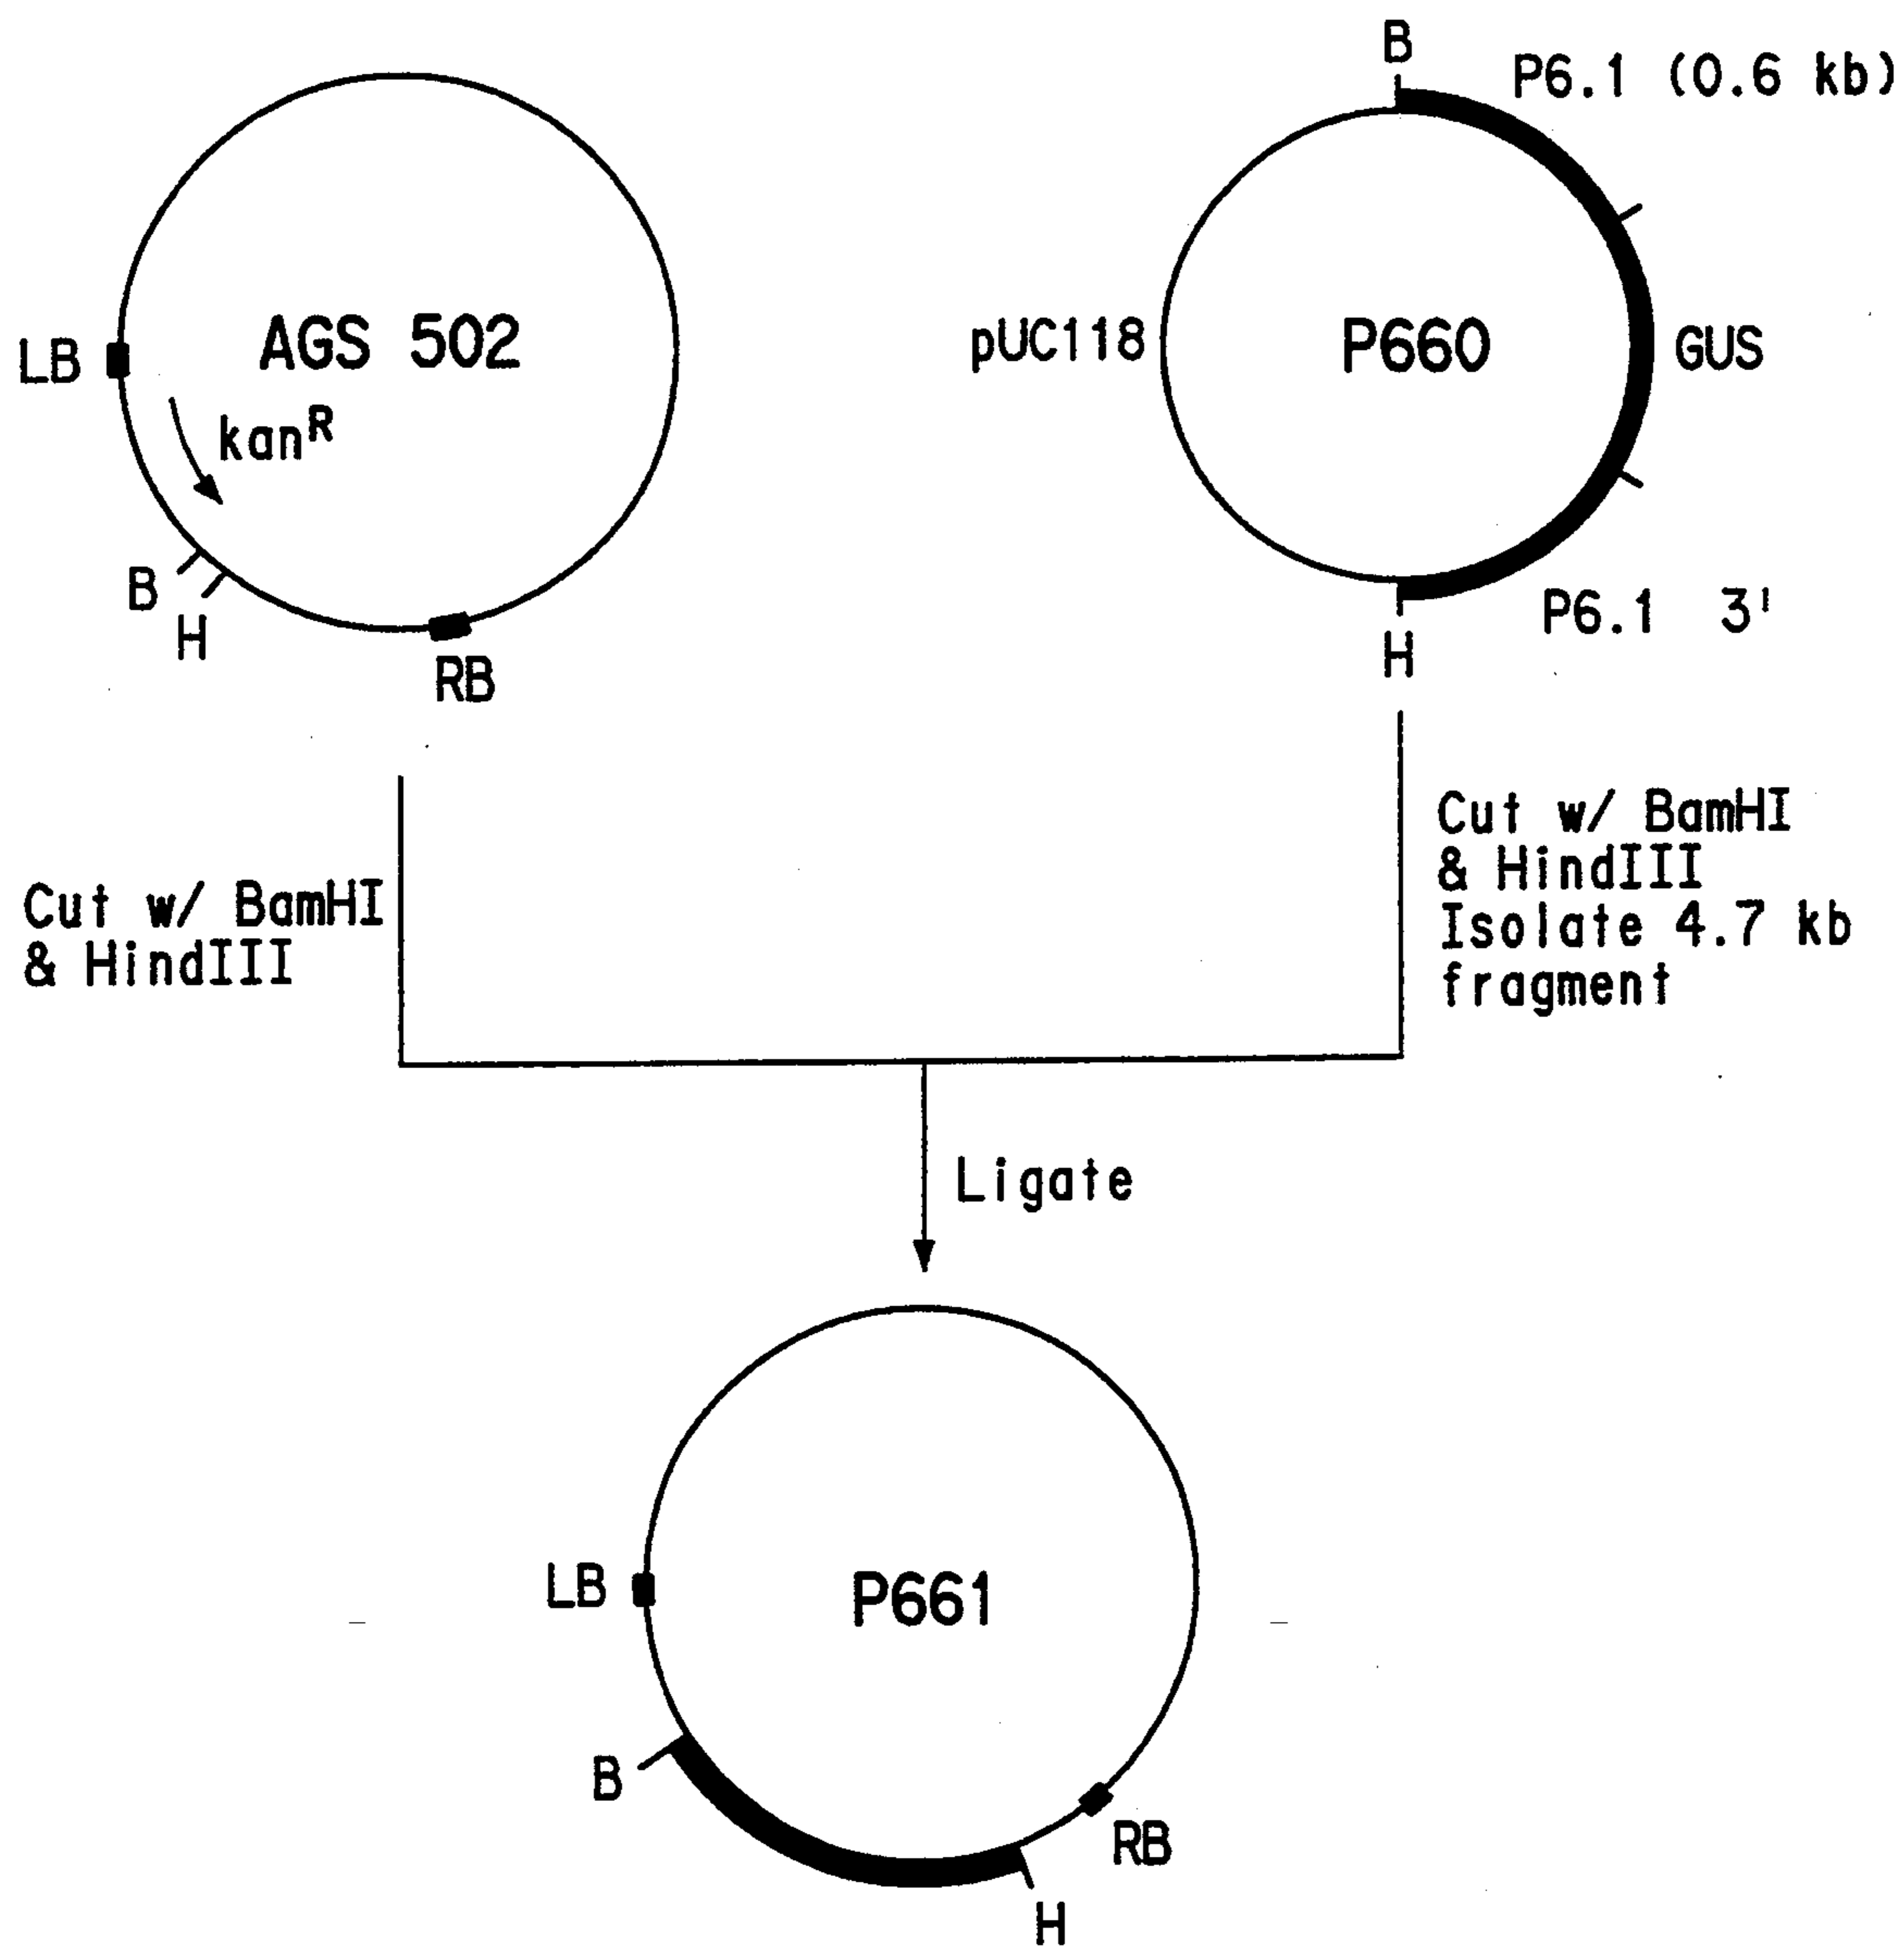 AGS 502
LB
kanR
B
H
RB
B
P6.1 (0.6 kb)
pUC118
P660
GUS
P6.1 3'
H
Cut w/ BamHI
& HindIII
Cut w/ BamHI
& HindIII
Isolate 4.7 kb
fragment
Ligate
LB
P661
B
RB
H